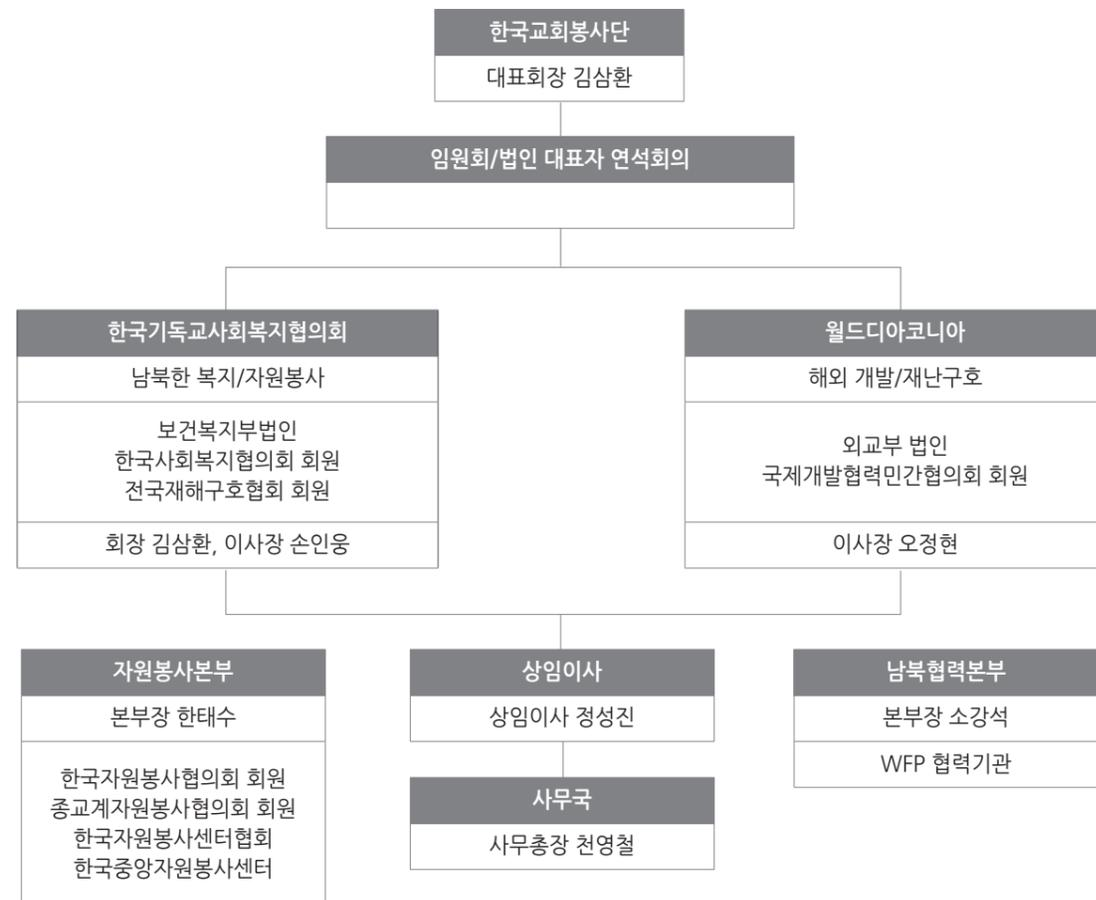 한국교회봉사단
대표회장 김삼환
임원회/법인 대표자 연석회의
한국기독교사회복지협의회
남북한 복지/자원봉사
보건복지부법인
한국사회복지협의회 회원
전국재해구호협회 회원
회장 김삼환, 이사장 손인웅
월드디아코니아
해외 개발/재난구호
외교부 법인
국제개발협력민간협의회 회원
이사장 오정현
자원봉사본부
본부장 한태수
한국자원봉사협의회 회원
종교계자원봉사협의회 회원
한국자원봉사센터협회
한국중앙자원봉사센터
상임이사
상임이사 정성진
사무국
사무총장 천영철
남북협력본부
본부장 소강석
WFP 협력기관